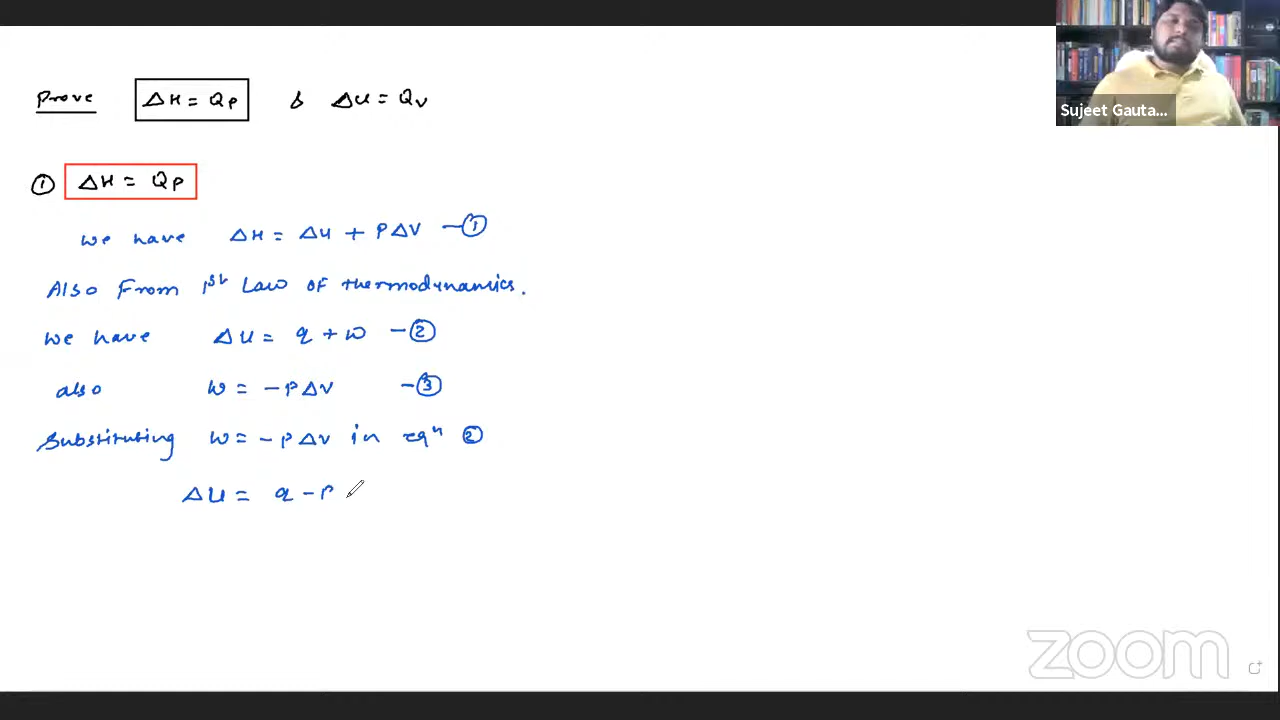 Prove ΔH = Qp & ΔU = Qv
Sujeet Gauta...
① ΔH = Qp
we have ΔH = ΔU + PΔV —①
Also From 1st Law OF thermodynamics.
we have ΔU = q + w —②
also W = -PΔV —③
Substituting W = -PΔV in eqⁿ ②
ΔU = q - P
zoom